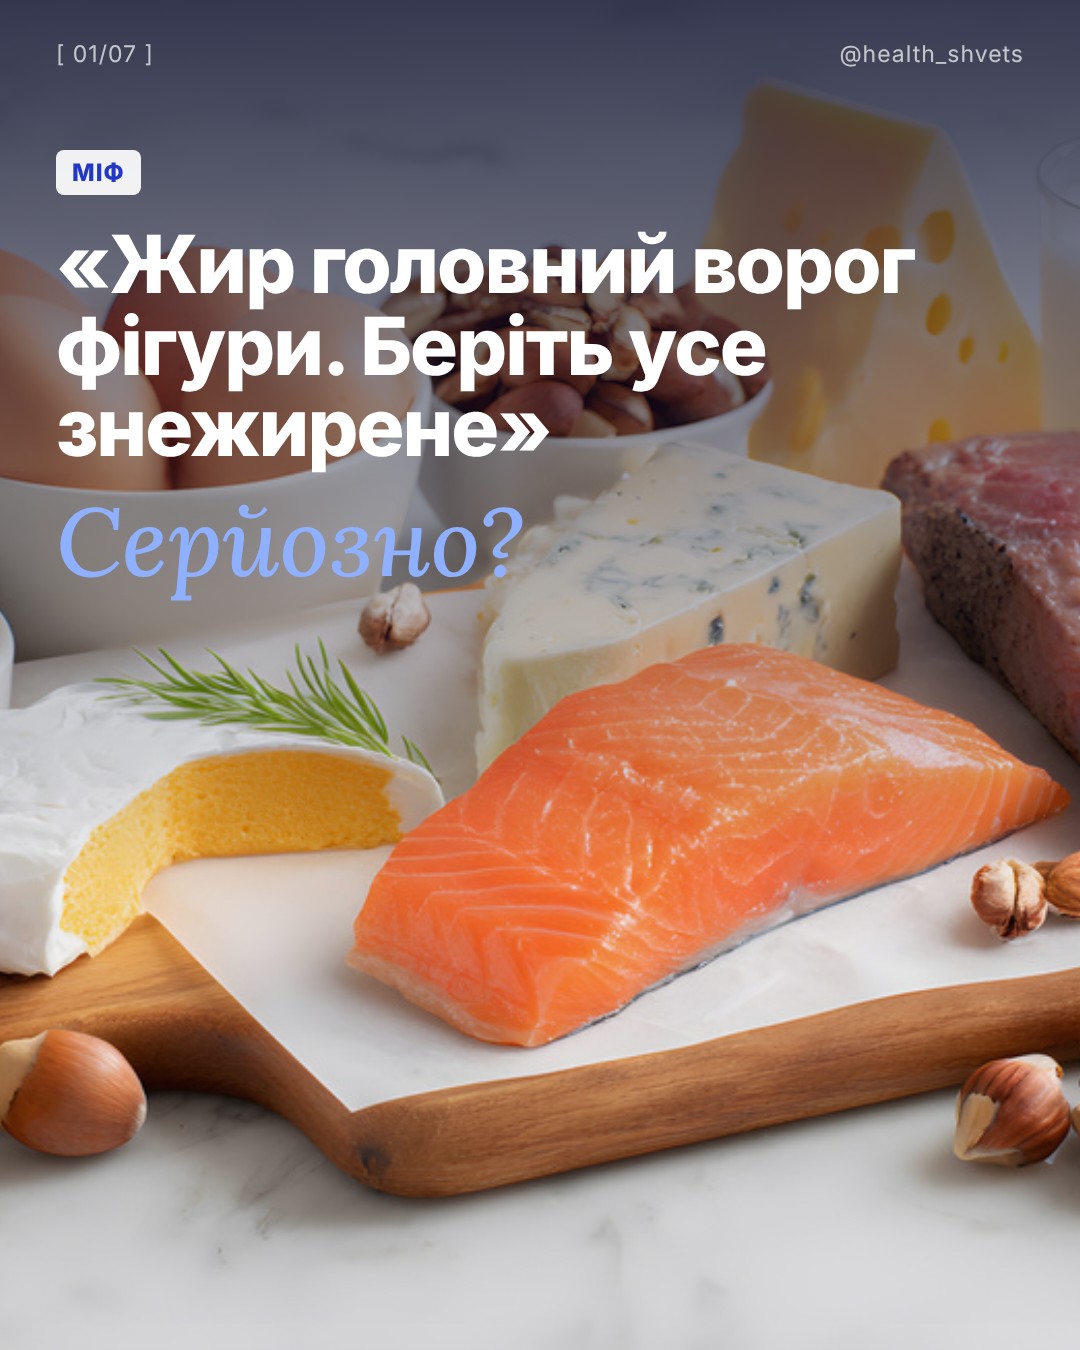 [ 01/07 ]
@health_shvets
МІФ
«Жир головний ворог
фігури. Беріть усе
знежирене»
Серйозно?